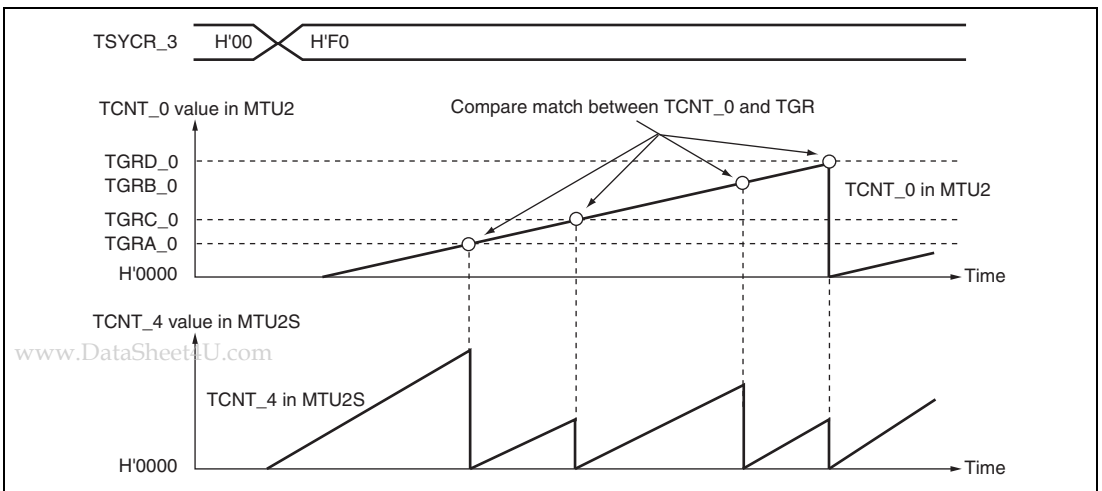 TSYCR_3 H'00 H'F0
TCNT_0 value in MTU2
Compare match between TCNT_0 and TGR
TGRD_0
TGRB_0
TCNT_0 in MTU2
TGRC_0
TGRA_0
H'0000
Time
TCNT_4 value in MTU2S
www.DataSheet4U.com
TCNT_4 in MTU2S
H'0000
Time